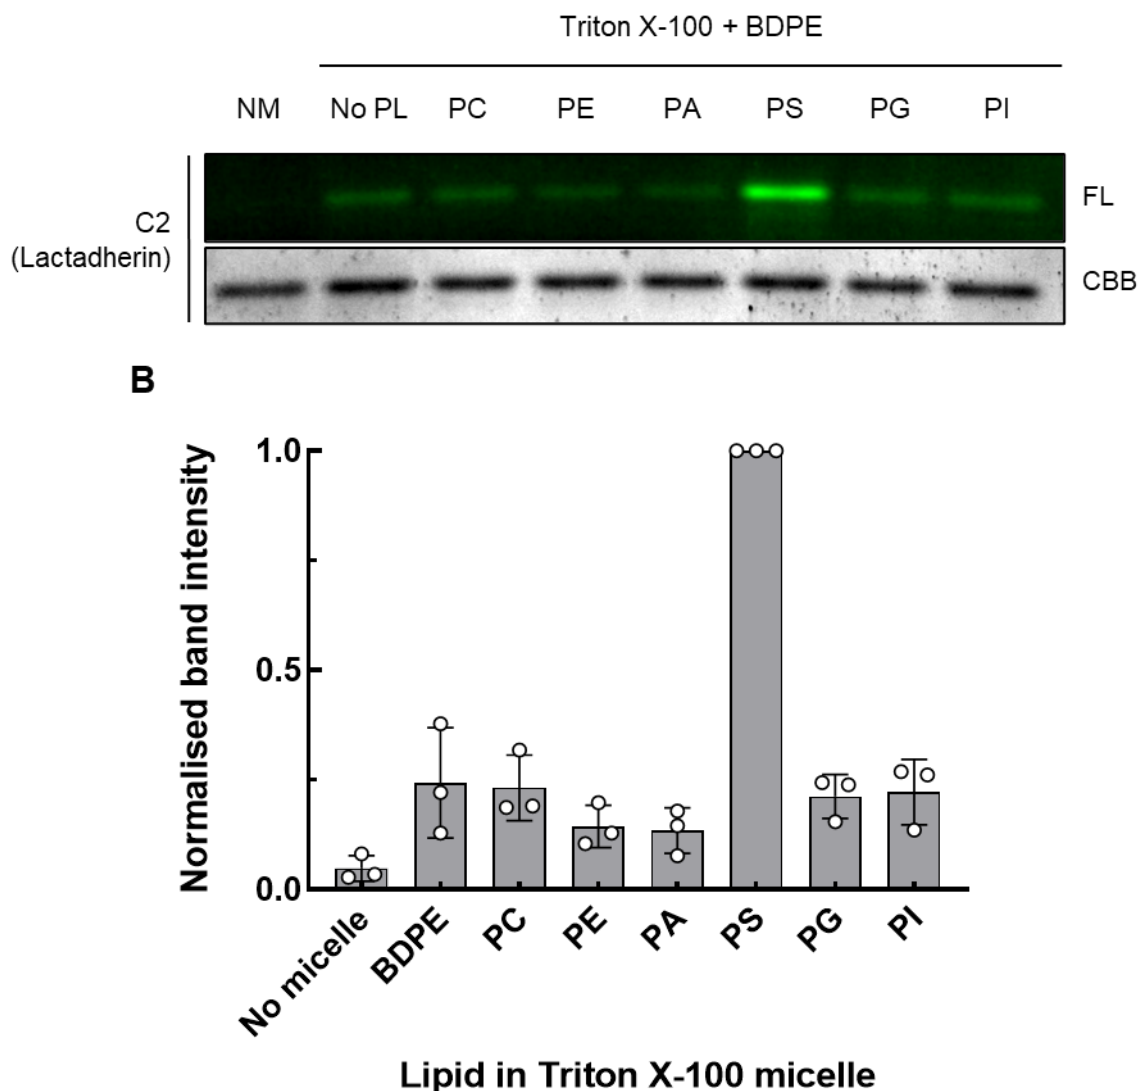 Triton X-100 + BDPE
NM No PL PC PE PA PS PG PI
C2
(Lactadherin)
FL
CBB
B
Normalised band intensity
1.0
0.5
0.0
No micelle BDPE PC PE PA PS PG PI
Lipid in Triton X-100 micelle